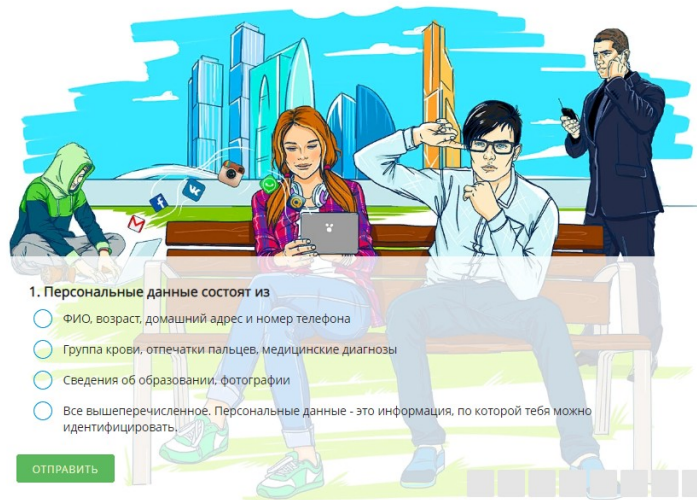 1. Персональные данные состоят из
ФИО, возраст, домашний адрес и номер телефона
Группа крови, отпечатки пальцев, медицинские диагнозы
Сведения об образовании, фотографии
Все вышеперечисленное. Персональные данные - это информация, по которой тебя можно
идентифицировать.
ОТПРАВИТЬ